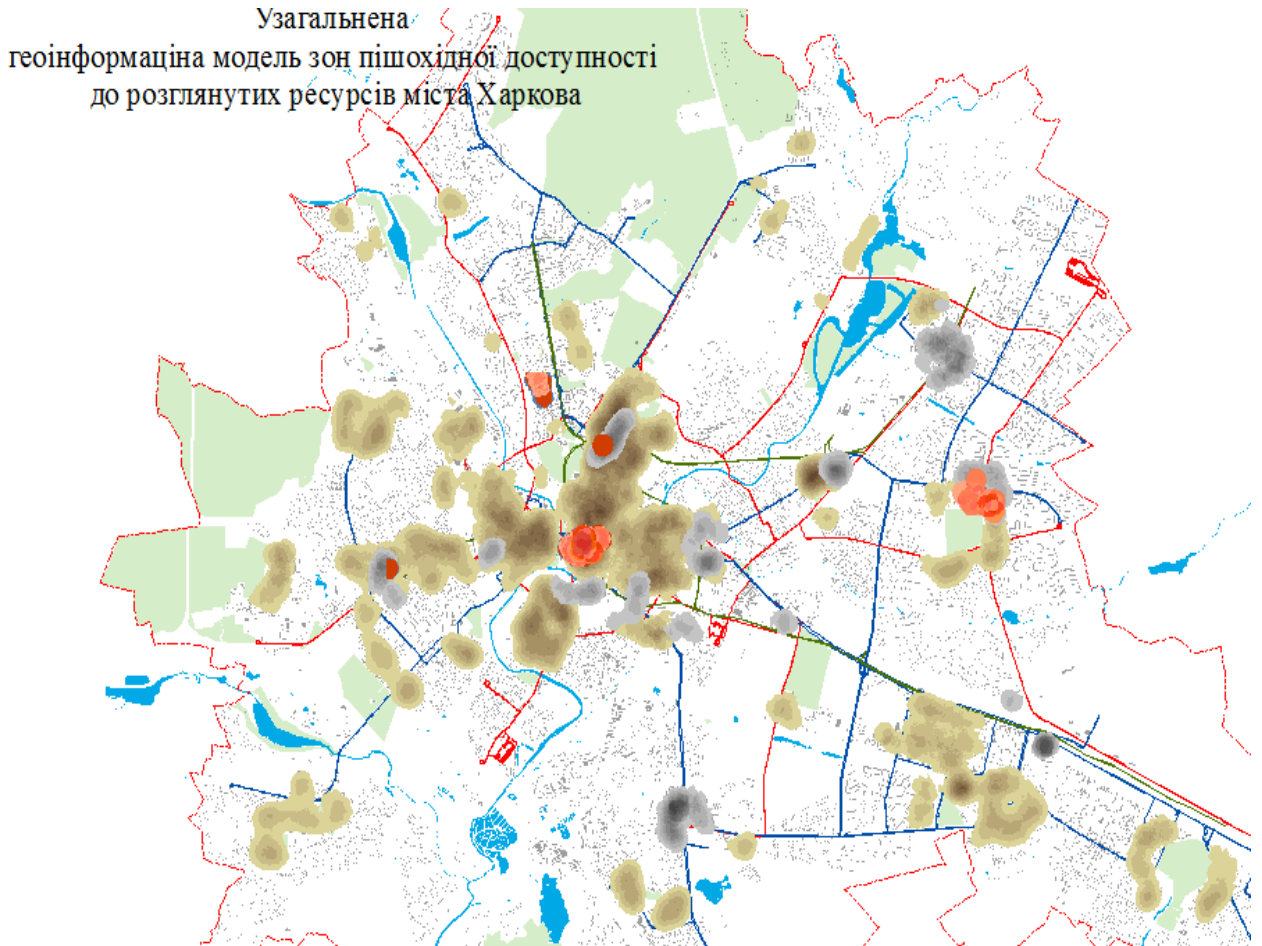 Узагальнена
геоінформаціна модель зон пішохідної доступності
до розглянутих ресурсів міста Харкова